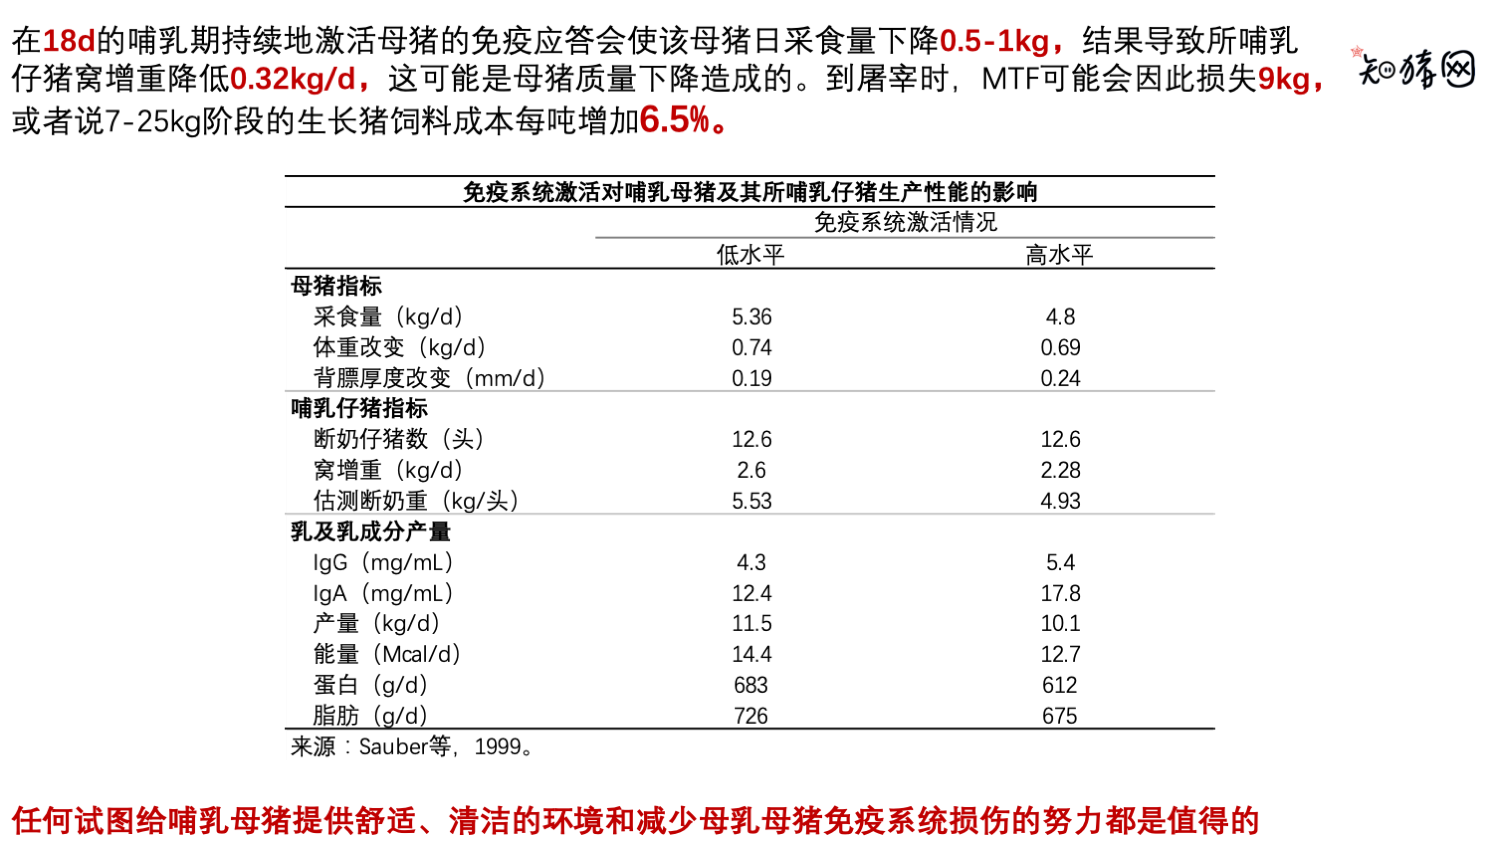 在18d的哺乳期持续地激活母猪的免疫应答会使该母猪日采食量下降0.5-1kg，结果导致所哺乳
仔猪窝增重降低0.32kg/d，这可能是母猪质量下降造成的。到屠宰时，MTF可能会因此损失9kg，
或者说7-25kg阶段的生长猪饲料成本每吨增加6.5%。
知猪网
免疫系统激活对哺乳母猪及其所哺乳仔猪生产性能的影响
免疫系统激活情况
低水平 高水平
母猪指标
采食量（kg/d） 5.36 4.8
体重改变（kg/d） 0.74 0.69
背膘厚度改变（mm/d） 0.19 0.24
哺乳仔猪指标
断奶仔猪数（头） 12.6 12.6
窝增重（kg/d） 2.6 2.28
估测断奶重（kg/头） 5.53 4.93
乳及乳成分产量
IgG（mg/mL） 4.3 5.4
IgA（mg/mL） 12.4 17.8
产量（kg/d） 11.5 10.1
能量（Mcal/d） 14.4 12.7
蛋白（g/d） 683 612
脂肪（g/d） 726 675
来源：Sauber等，1999。
任何试图给哺乳母猪提供舒适、清洁的环境和减少母乳母猪免疫系统损伤的努力都是值得的